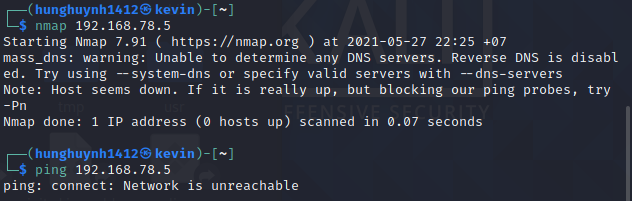 ┌──(hunghuynh1412㉿kevin)-[~]
└─$ nmap 192.168.78.5
Starting Nmap 7.91 ( https://nmap.org ) at 2021-05-27 22:25 +07
mass_dns: warning: Unable to determine any DNS servers. Reverse DNS is disabl
ed. Try using --system-dns or specify valid servers with --dns-servers
Note: Host seems down. If it is really up, but blocking our ping probes, try
-Pn
Nmap done: 1 IP address (0 hosts up) scanned in 0.07 seconds
┌──(hunghuynh1412㉿kevin)-[~]
└─$ ping 192.168.78.5
ping: connect: Network is unreachable